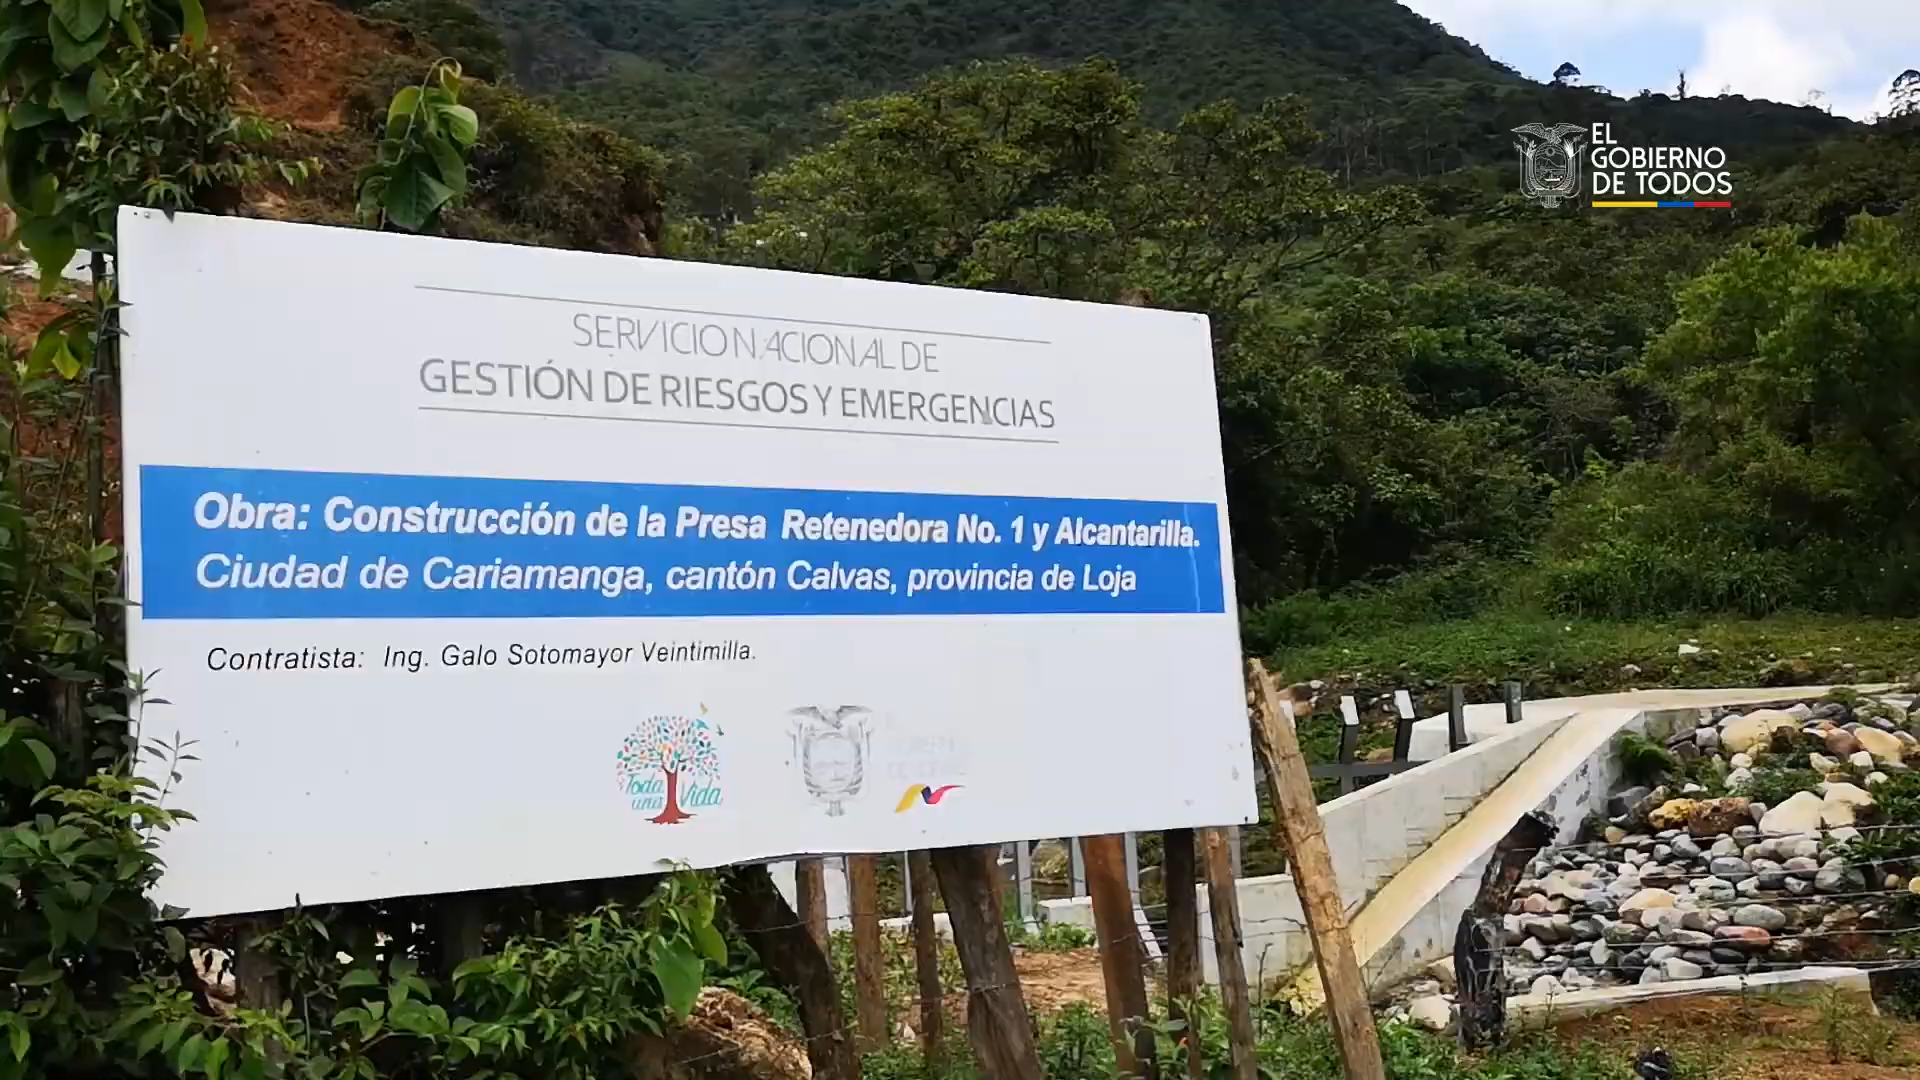 EL
GOBIERNO
DE TODOS
SERVICIO NACIONAL DE
GESTIÓN DE RIESGOS Y EMERGENCIAS
Obra: Construcción de la Presa Retenedora No. 1 y Alcantarilla.
Ciudad de Cariamanga, cantón Calvas, provincia de Loja
Contratista: Ing. Galo Sotomayor Veintimilla.
Toda
una Vida